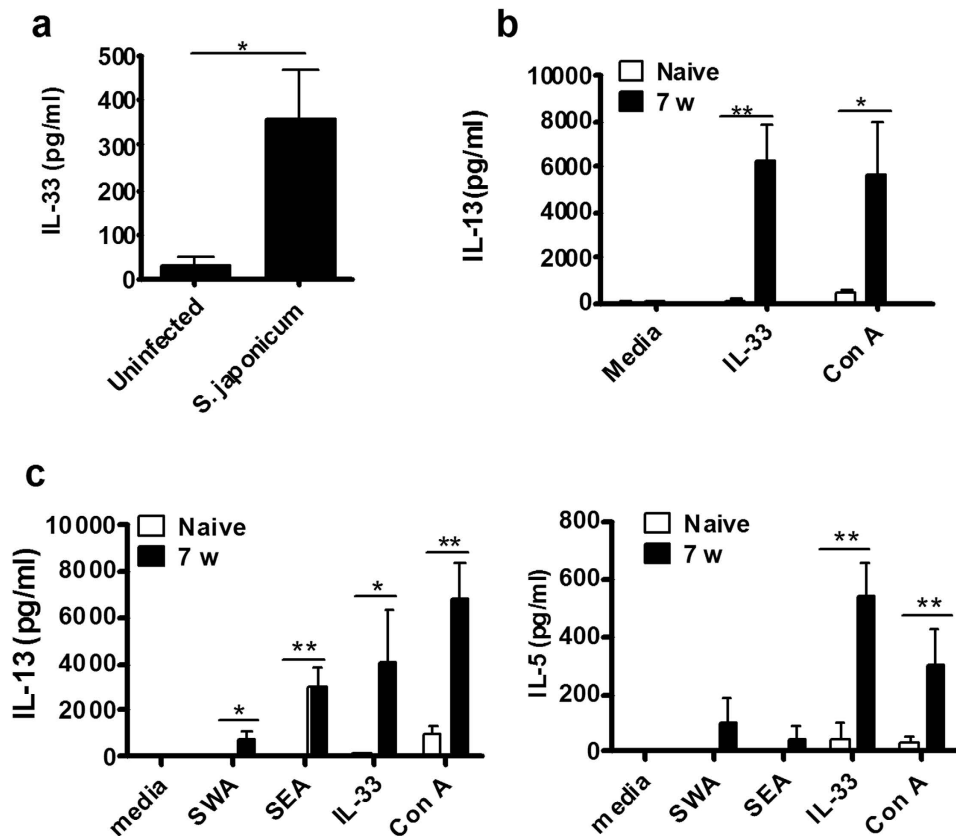 a
*
500
400
300
200
100
0
IL-33 (pg/ml)
Uninfected
S. japonicum
b
Naive
7 w
10000
8000
6000
4000
2000
0
IL-13(pg/ml)
**
*
Media
IL-33
Con A
c
Naive
7 w
10000
8000
6000
4000
2000
0
IL-13 (pg/ml)
*
**
*
**
media
SWA
SEA
IL-33
Con A
Naive
7 w
800
600
400
200
0
IL-5 (pg/ml)
**
**
media
SWA
SEA
IL-33
Con A